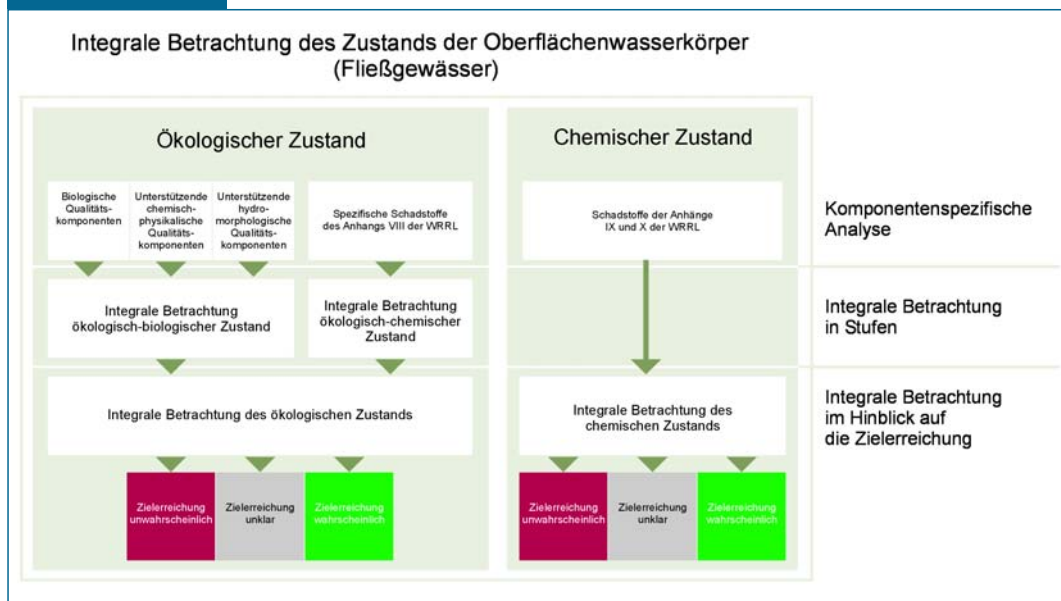 Integrale Betrachtung des Zustands der Oberflächenwasserkörper
(Fließgewässer)
Ökologischer Zustand
Chemischer Zustand
Biologische
Qualitäts-
komponenten
Unterstützende
chemisch-
physikalische
Qualitäts-
komponenten
Unterstützende
hydro-
morphologische
Qualitäts-
komponenten
Spezifische Schadstoffe
des Anhangs VIII der WRRL
Schadstoffe der Anhänge
IX und X der WRRL
Komponentenspezifische
Analyse
Integrale Betrachtung
ökologisch-biologischer Zustand
Integrale Betrachtung
ökologisch-chemischer
Zustand
Integrale Betrachtung
in Stufen
Integrale Betrachtung des ökologischen Zustands
Integrale Betrachtung des
chemischen Zustands
Integrale Betrachtung
im Hinblick auf
die Zielerreichung
Zielerreichung
unwahrscheinlich
Zielerreichung
unklar
Zielerreichung
wahrscheinlich
Zielerreichung
unwahrscheinlich
Zielerreichung
unklar
Zielerreichung
wahrscheinlich